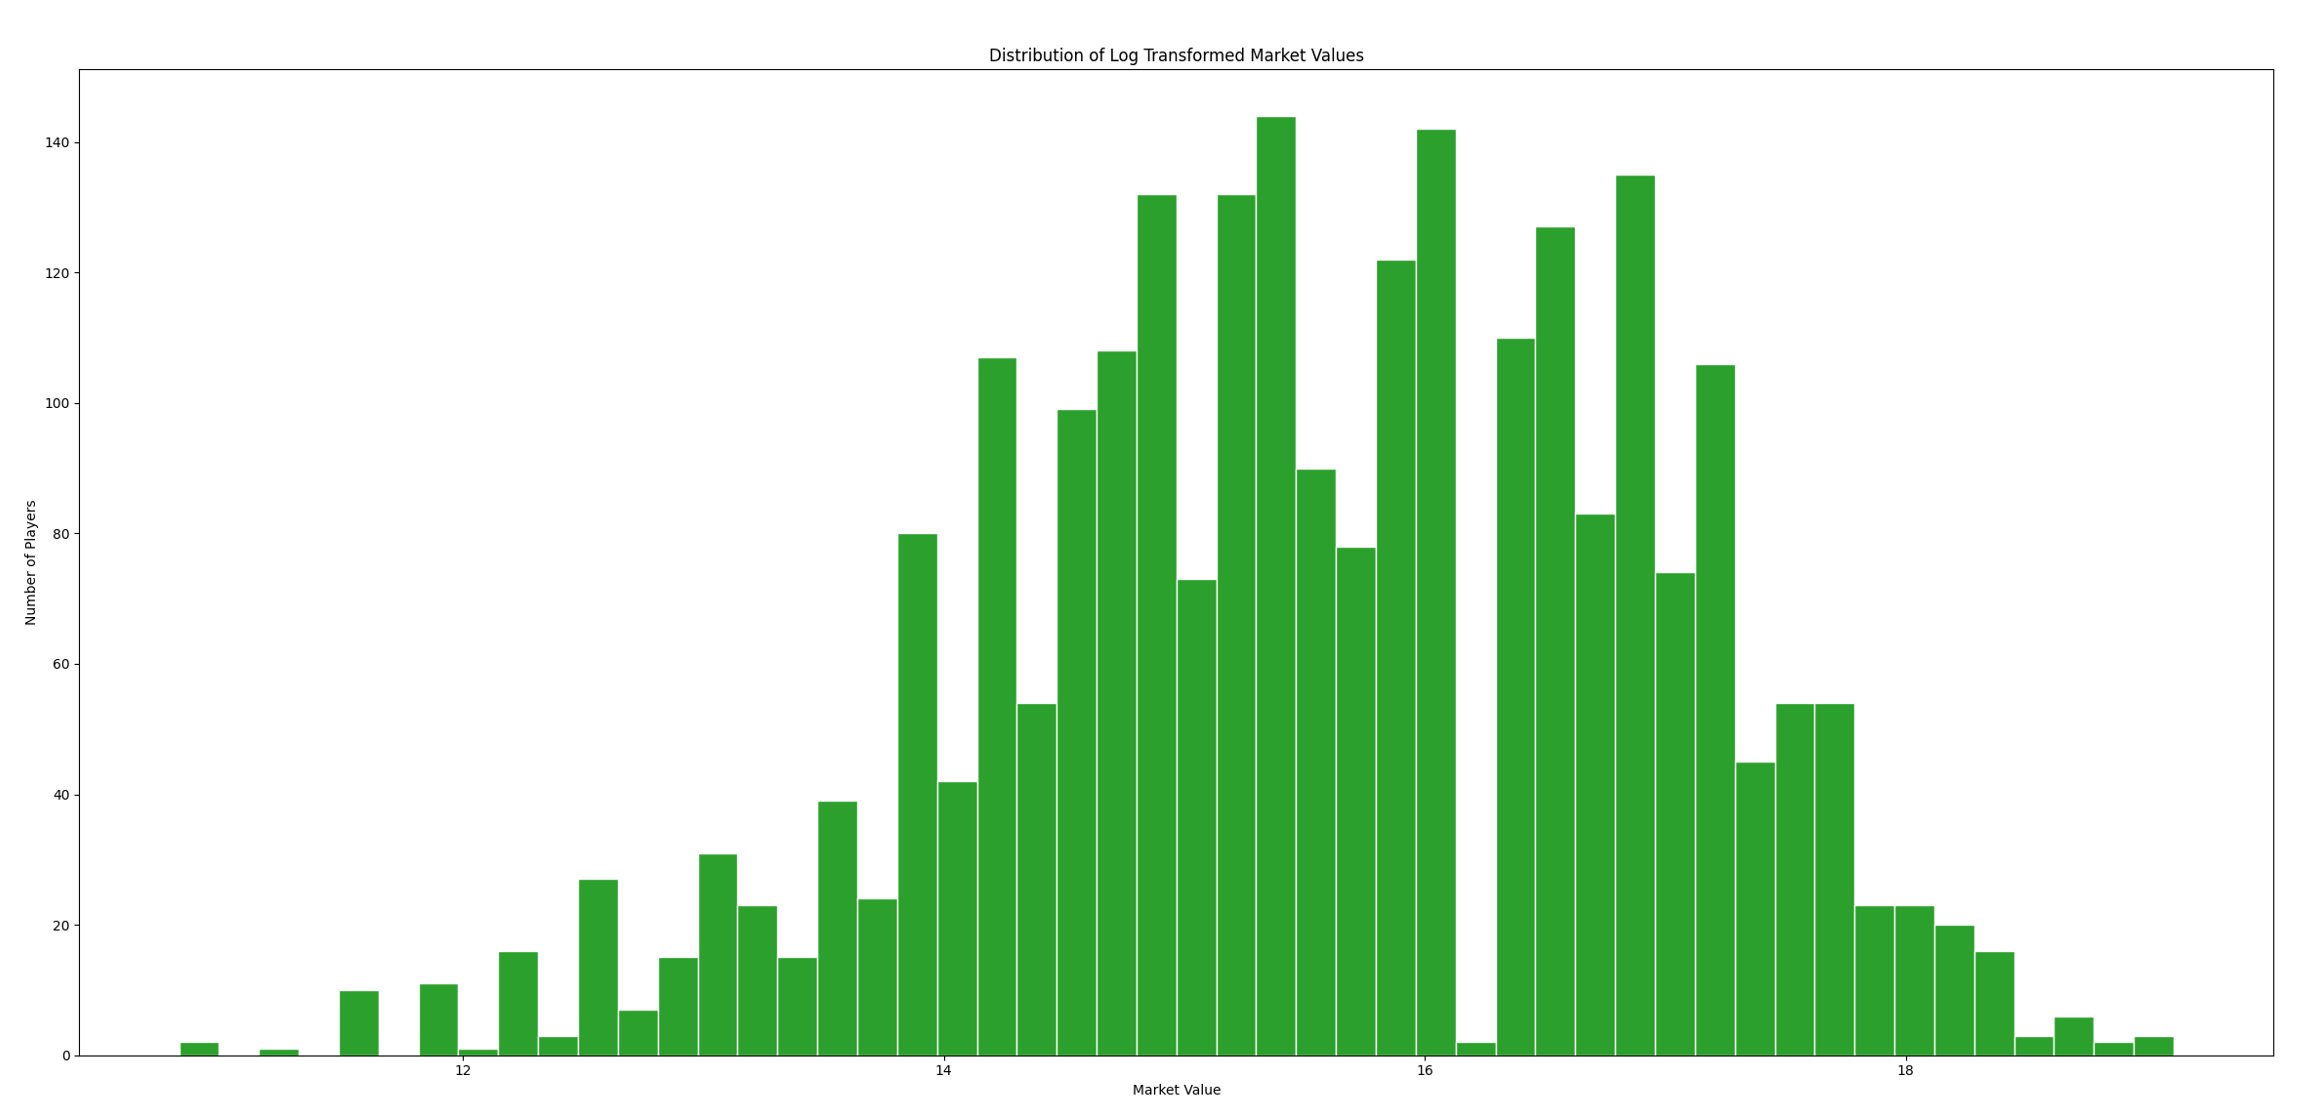 Distribution of Log Transformed Market Values
140
120
100
80
60
40
20
0
Number of Players
12 14 16 18
Market Value